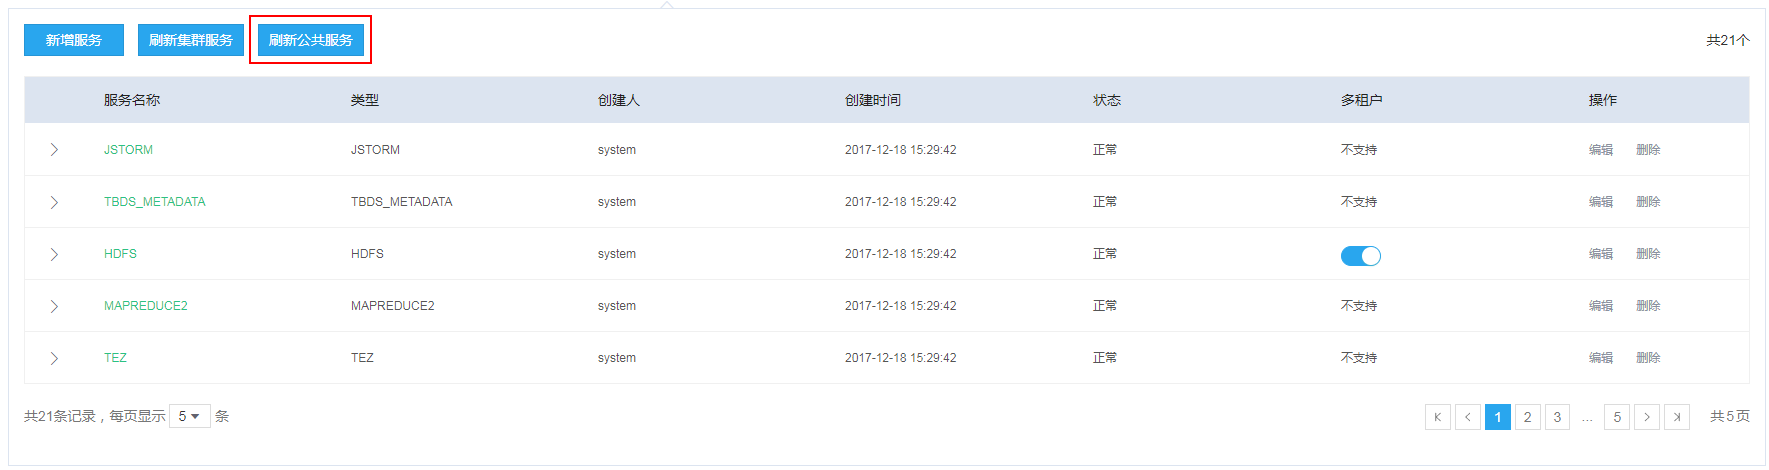 新增服务 刷新集群服务 刷新公共服务 共21个
服务名称 类型 创建人 创建时间 状态 多租户 操作
JSTORM JSTORM system 2017-12-18 15:29:42 正常 不支持 编辑 删除
TBDS_METADATA TBDS_METADATA system 2017-12-18 15:29:42 正常 不支持 编辑 删除
HDFS HDFS system 2017-12-18 15:29:42 正常 编辑 删除
MAPREDUCE2 MAPREDUCE2 system 2017-12-18 15:29:42 正常 不支持 编辑 删除
TEZ TEZ system 2017-12-18 15:29:42 正常 不支持 编辑 删除
共21条记录，每页显示 5 条 1 2 3 ... 5 共5页